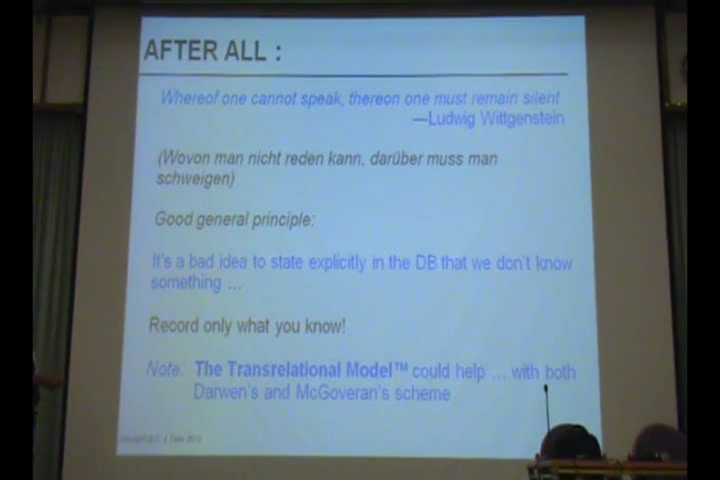 AFTER ALL :
Whereof one cannot speak, thereon one must remain silent
—Ludwig Wittgenstein
(Wovon man nicht reden kann, darüber muss man
schweigen)
Good general principle:
It's a bad idea to state explicitly in the DB that we don't know
something ...
Record only what you know!
Note: The Transrelational Model™ could help ... with both
Darwen's and McGoveran's scheme